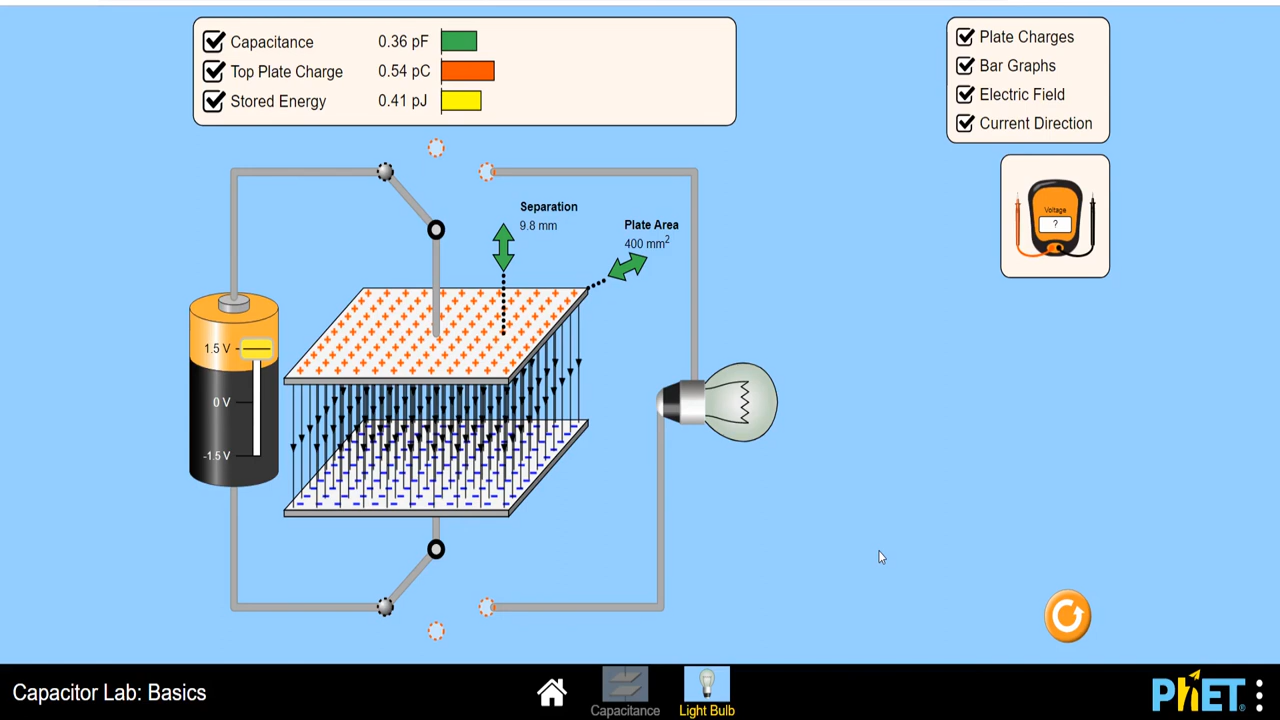 Capacitance 0.36 pF
Top Plate Charge 0.54 pC
Stored Energy 0.41 pJ
Plate Charges
Bar Graphs
Electric Field
Current Direction
Voltage
?
Separation
9.8 mm
Plate Area
400 mm²
1.5 V
0 V
-1.5 V
Capacitor Lab: Basics
Capacitance
Light Bulb
PhET